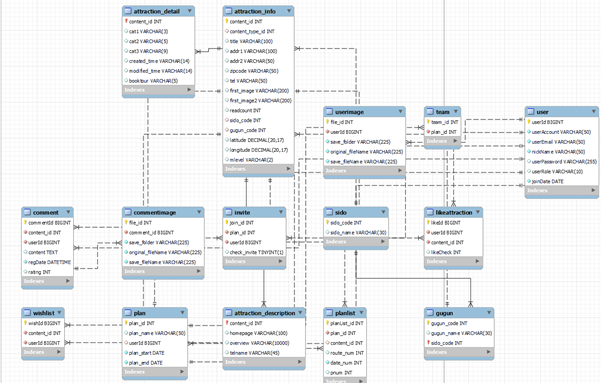 attraction_detail
content_id INT
cat1 VARCHAR(3)
cat2 VARCHAR(5)
cat3 VARCHAR(9)
created_time VARCHAR(14)
modified_time VARCHAR(14)
booktour VARCHAR(5)
Indexes
attraction_info
content_id INT
content_type_id INT
title VARCHAR(100)
addr1 VARCHAR(100)
addr2 VARCHAR(50)
zipcode VARCHAR(50)
tel VARCHAR(50)
first_image VARCHAR(200)
first_image2 VARCHAR(200)
readcount INT
sido_code INT
gugun_code INT
latitude DECIMAL(20,17)
longitude DECIMAL(20,17)
mlevel VARCHAR(2)
Indexes
userimage
file_id INT
userId BIGINT
save_folder VARCHAR(225)
original_fileName VARCHAR(225)
save_fileName VARCHAR(225)
Indexes
team
team_id INT
plan_id INT
Indexes
user
userId BIGINT
userAccount VARCHAR(50)
userEmail VARCHAR(50)
nickName VARCHAR(50)
userPassword VARCHAR(255)
userRole VARCHAR(10)
joinDate DATE
Indexes
comment
commentId BIGINT
content_id INT
userId BIGINT
content TEXT
regDate DATETIME
rating INT
Indexes
commentimage
file_id INT
comment_id BIGINT
save_folder VARCHAR(225)
original_fileName VARCHAR(225)
save_fileName VARCHAR(225)
Indexes
invite
plan_id INT
userId BIGINT
check_invite TINYINT(1)
Indexes
sido
sido_code INT
sido_name VARCHAR(30)
Indexes
likeattraction
likeId BIGINT
userId BIGINT
content_id INT
likeCheck INT
Indexes
wishlist
wishId BIGINT
content_id INT
userId BIGINT
Indexes
plan
plan_id INT
plan_name VARCHAR(50)
userId BIGINT
plan_start DATE
plan_end DATE
Indexes
attraction_description
content_id INT
homepage VARCHAR(100)
overview VARCHAR(10000)
telname VARCHAR(45)
Indexes
planlist
planList_id INT
plan_id INT
content_id INT
route_num INT
date_num INT
pnum INT
Indexes
gugun
gugun_code INT
gugun_name VARCHAR(30)
sido_code INT
Indexes